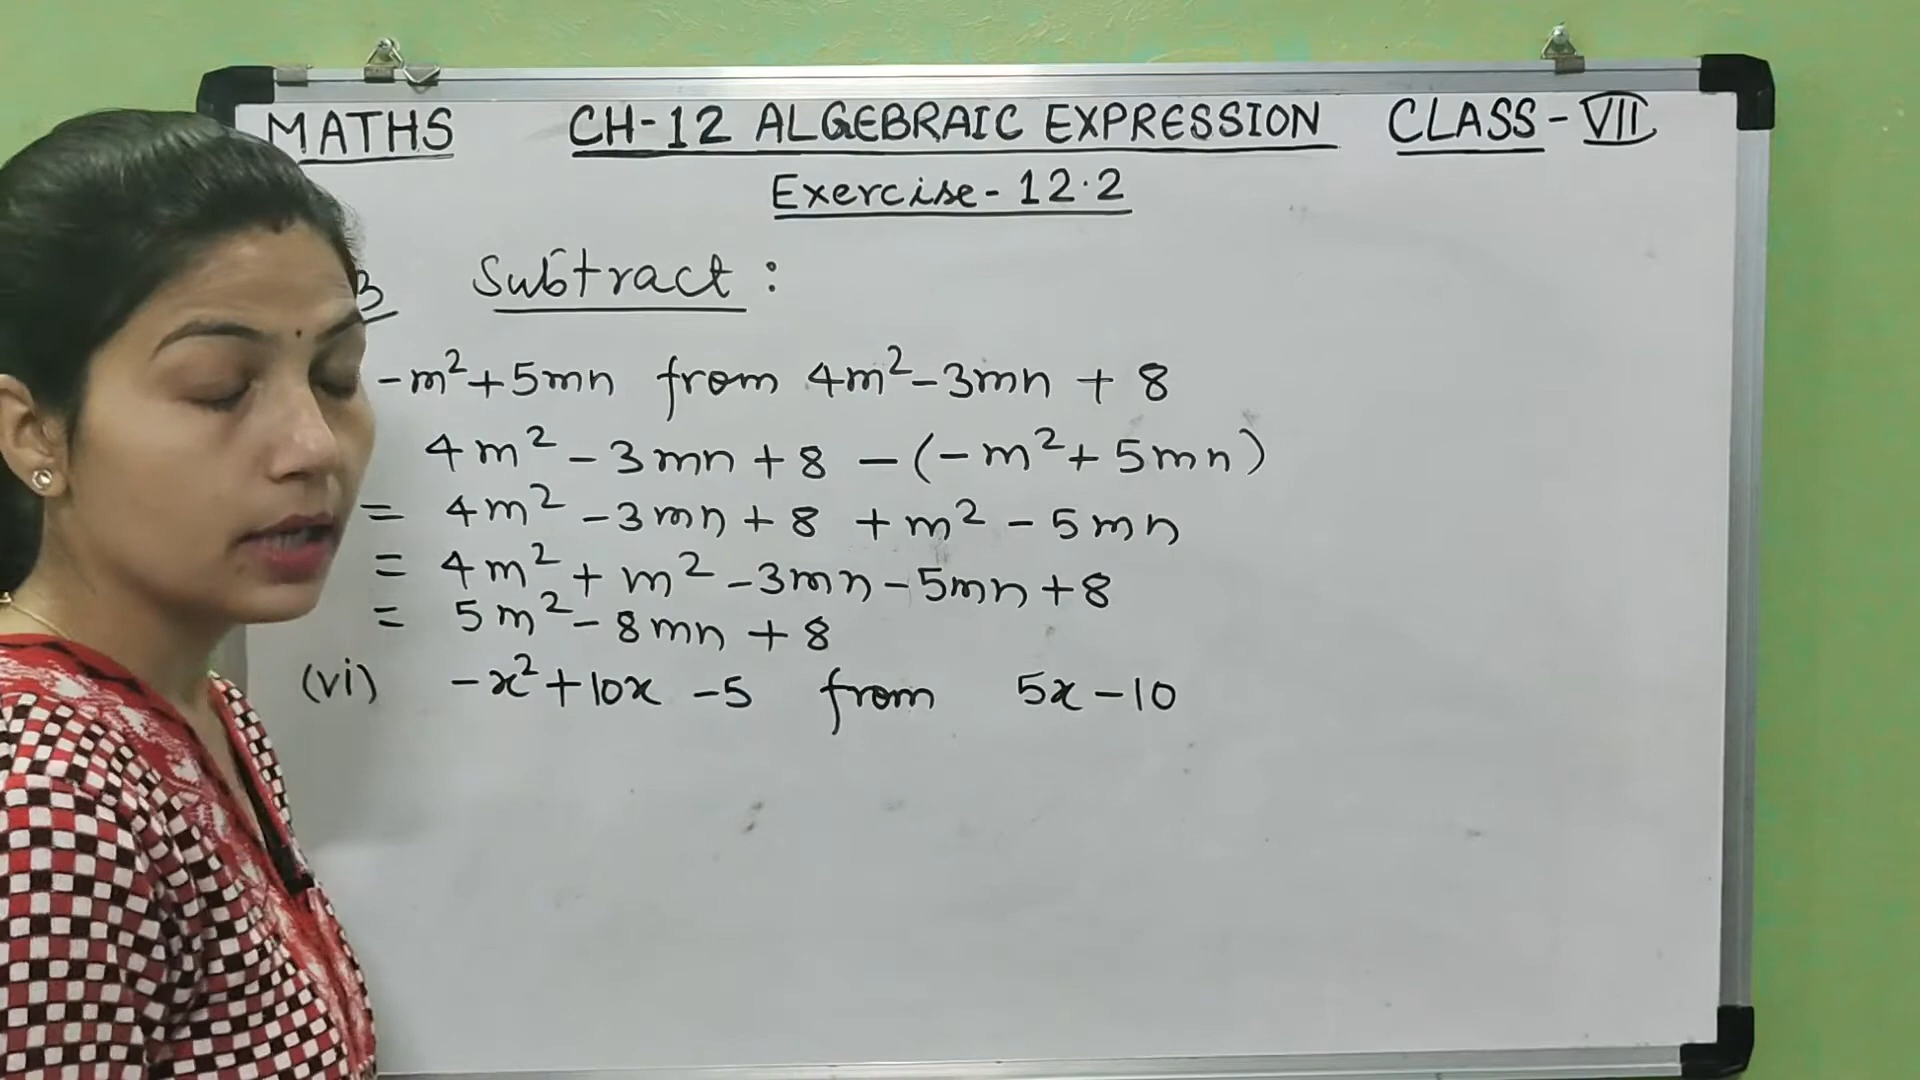 MATHS CH-12 ALGEBRAIC EXPRESSION CLASS-VII
Exercise-12.2
3 Subtract:
-m²+5mn from 4m²-3mn + 8
4m² - 3mn + 8 - (-m² + 5mn)
= 4m² - 3mn + 8 + m² - 5mn
= 4m² + m² - 3mn - 5mn + 8
= 5m² - 8mn + 8
(vi) -x²+10x -5 from 5x-10